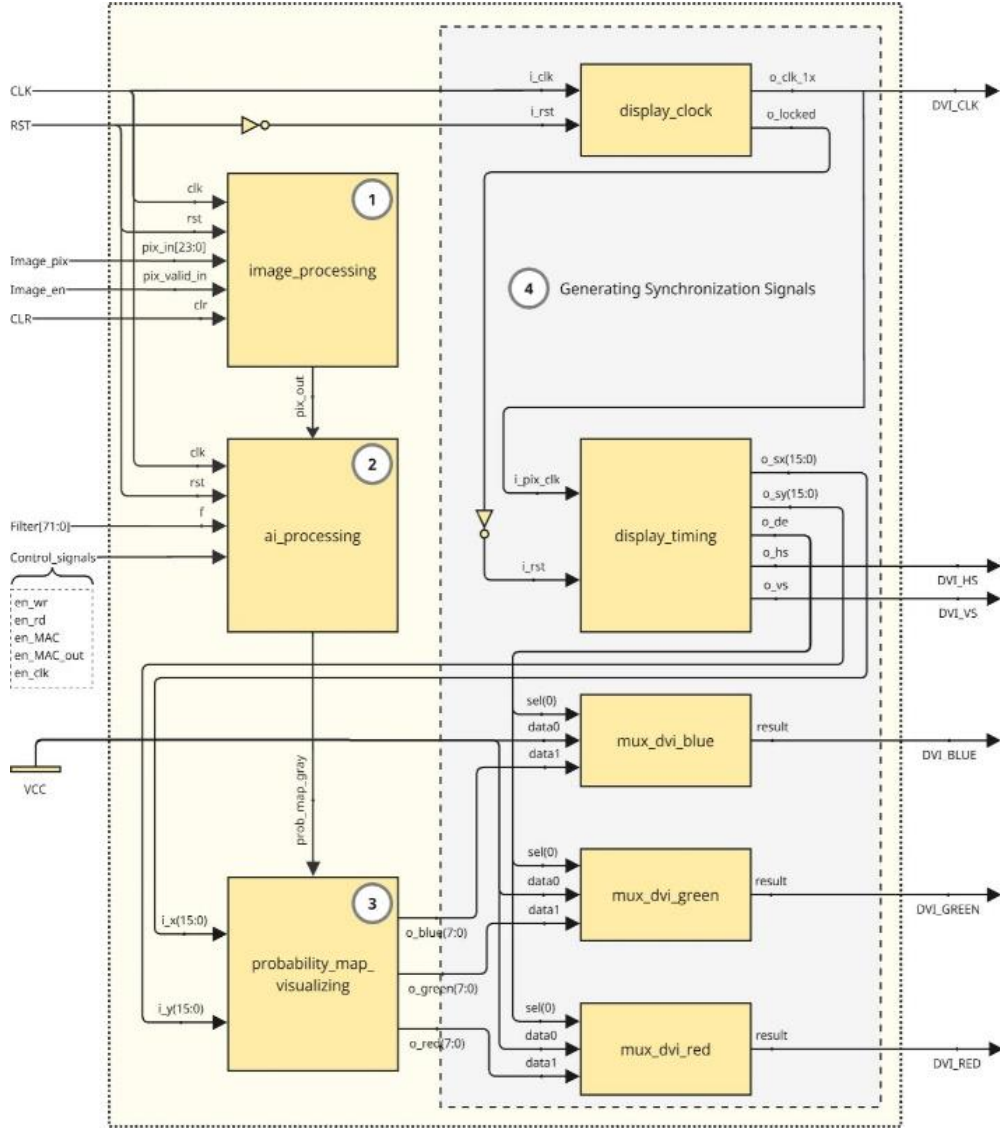 CLK
RST
i_clk
i_rst
display_clock
o_clk_1x
o_locked
DVI_CLK
clk
rst
Image_pix
pix_in[23:0]
Image_en
pix_valid_in
CLR
clr
1
image_processing
4
Generating Synchronization Signals
pix_out
clk
rst
Filter[71:0]
f
Control_signals
en_wr
en_rd
en_MAC
en_MAC_out
en_clk
2
ai_processing
i_pix_clk
i_rst
display_timing
o_sx(15:0)
o_sy(15:0)
o_de
o_hs
o_vs
DVI_HS
DVI_VS
VCC
prob_map_gray
sel(0)
data0
data1
mux_dvi_blue
result
DVI_BLUE
sel(0)
data0
data1
mux_dvi_green
result
DVI_GREEN
i_x(15:0)
i_y(15:0)
3
probability_map_
visualizing
o_blue(7:0)
o_green(7:0)
o_red(7:0)
sel(0)
data0
data1
mux_dvi_red
result
DVI_RED